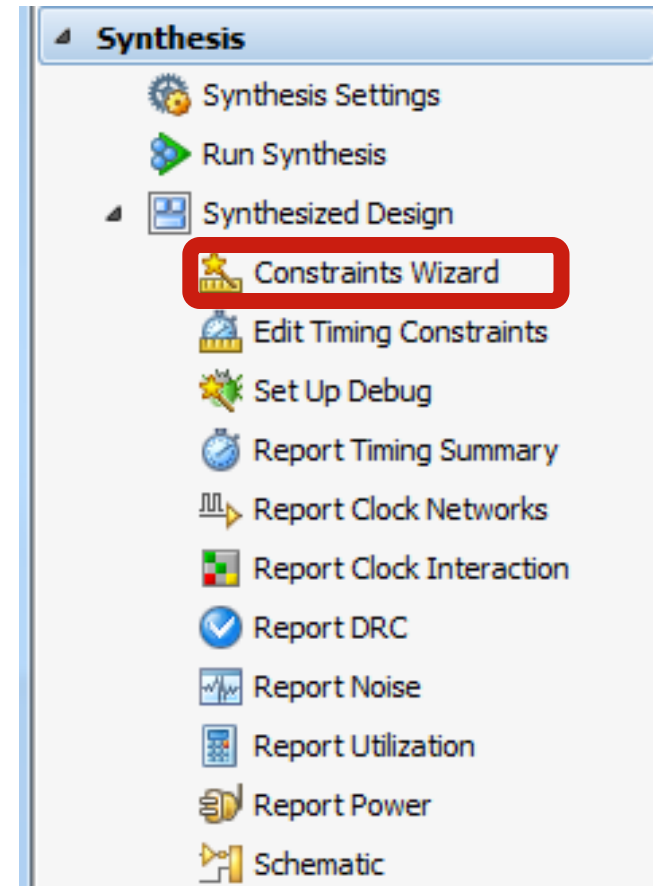 Synthesis
Synthesis Settings
Run Synthesis
Synthesized Design
Constraints Wizard
Edit Timing Constraints
Set Up Debug
Report Timing Summary
Report Clock Networks
Report Clock Interaction
Report DRC
Report Noise
Report Utilization
Report Power
Schematic